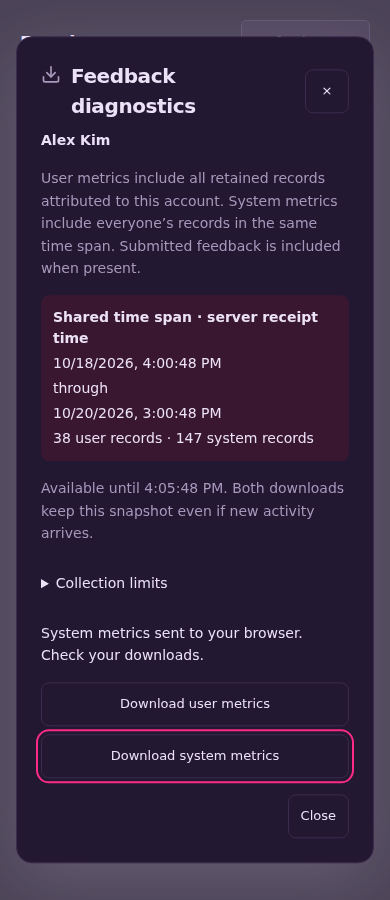 Feedback
diagnostics
×
Alex Kim
User metrics include all retained records
attributed to this account. System metrics
include everyone’s records in the same
time span. Submitted feedback is included
when present.
Shared time span · server receipt
time
10/18/2026, 4:00:48 PM
through
10/20/2026, 3:00:48 PM
38 user records · 147 system records
Available until 4:05:48 PM. Both downloads
keep this snapshot even if new activity
arrives.
Collection limits
System metrics sent to your browser.
Check your downloads.
Download user metrics
Download system metrics
Close